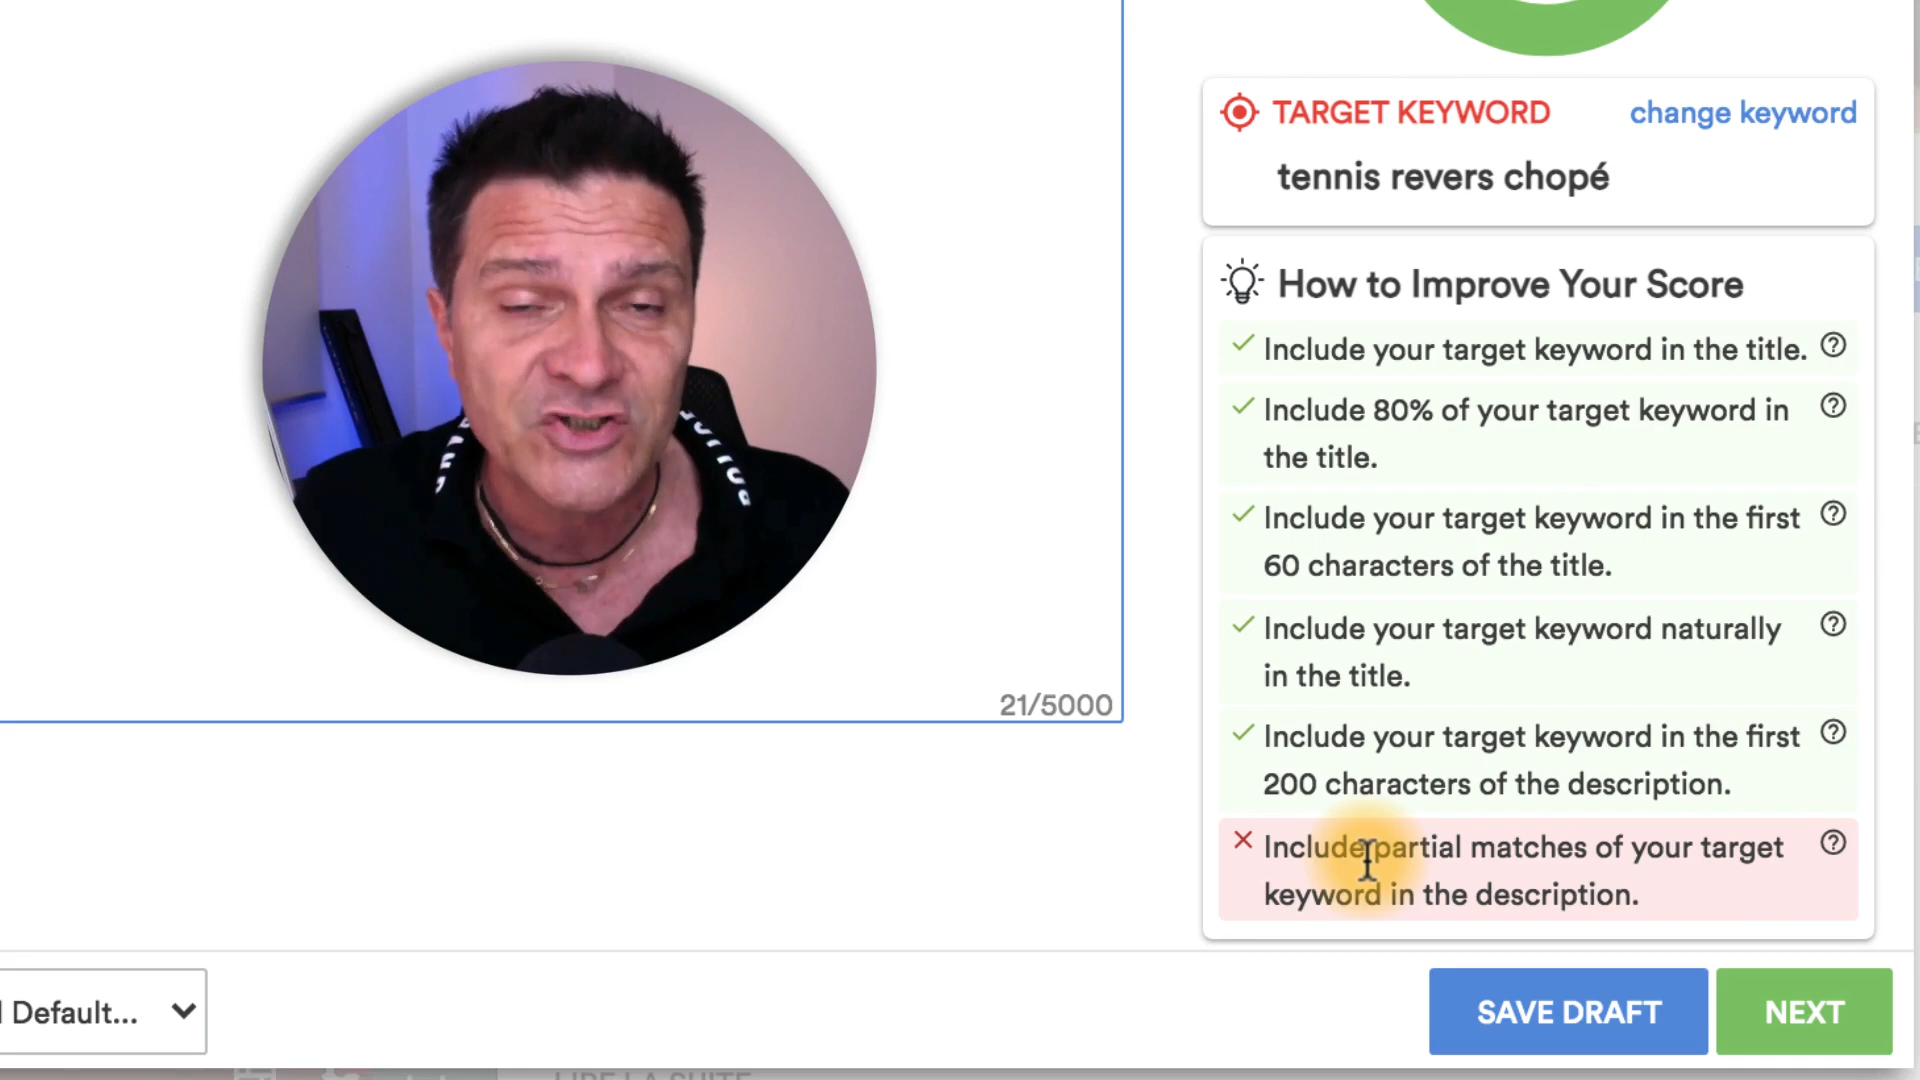 TARGET KEYWORD
change keyword
tennis revers chopé
How to Improve Your Score
Include your target keyword in the title.
Include 80% of your target keyword in
the title.
Include your target keyword in the first
60 characters of the title.
Include your target keyword naturally
in the title.
Include your target keyword in the first
200 characters of the description.
Include partial matches of your target
keyword in the description.
21/5000
Default...
SAVE DRAFT
NEXT